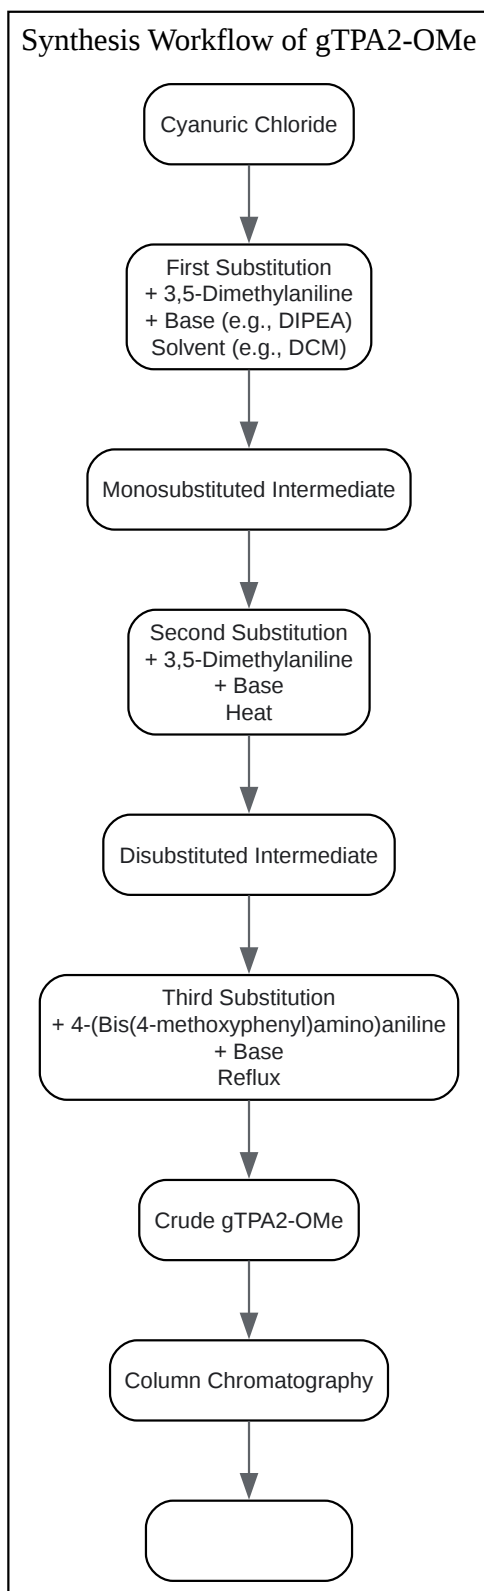 Synthesis Workflow of gTPA2-OMe
Cyanuric Chloride
First Substitution
+ 3,5-Dimethylaniline
+ Base (e.g., DIPEA)
Solvent (e.g., DCM)
Monosubstituted Intermediate
Second Substitution
+ 3,5-Dimethylaniline
+ Base
Heat
Disubstituted Intermediate
Third Substitution
+ 4-(Bis(4-methoxyphenyl)amino)aniline
+ Base
Reflux
Crude gTPA2-OMe
Column Chromatography